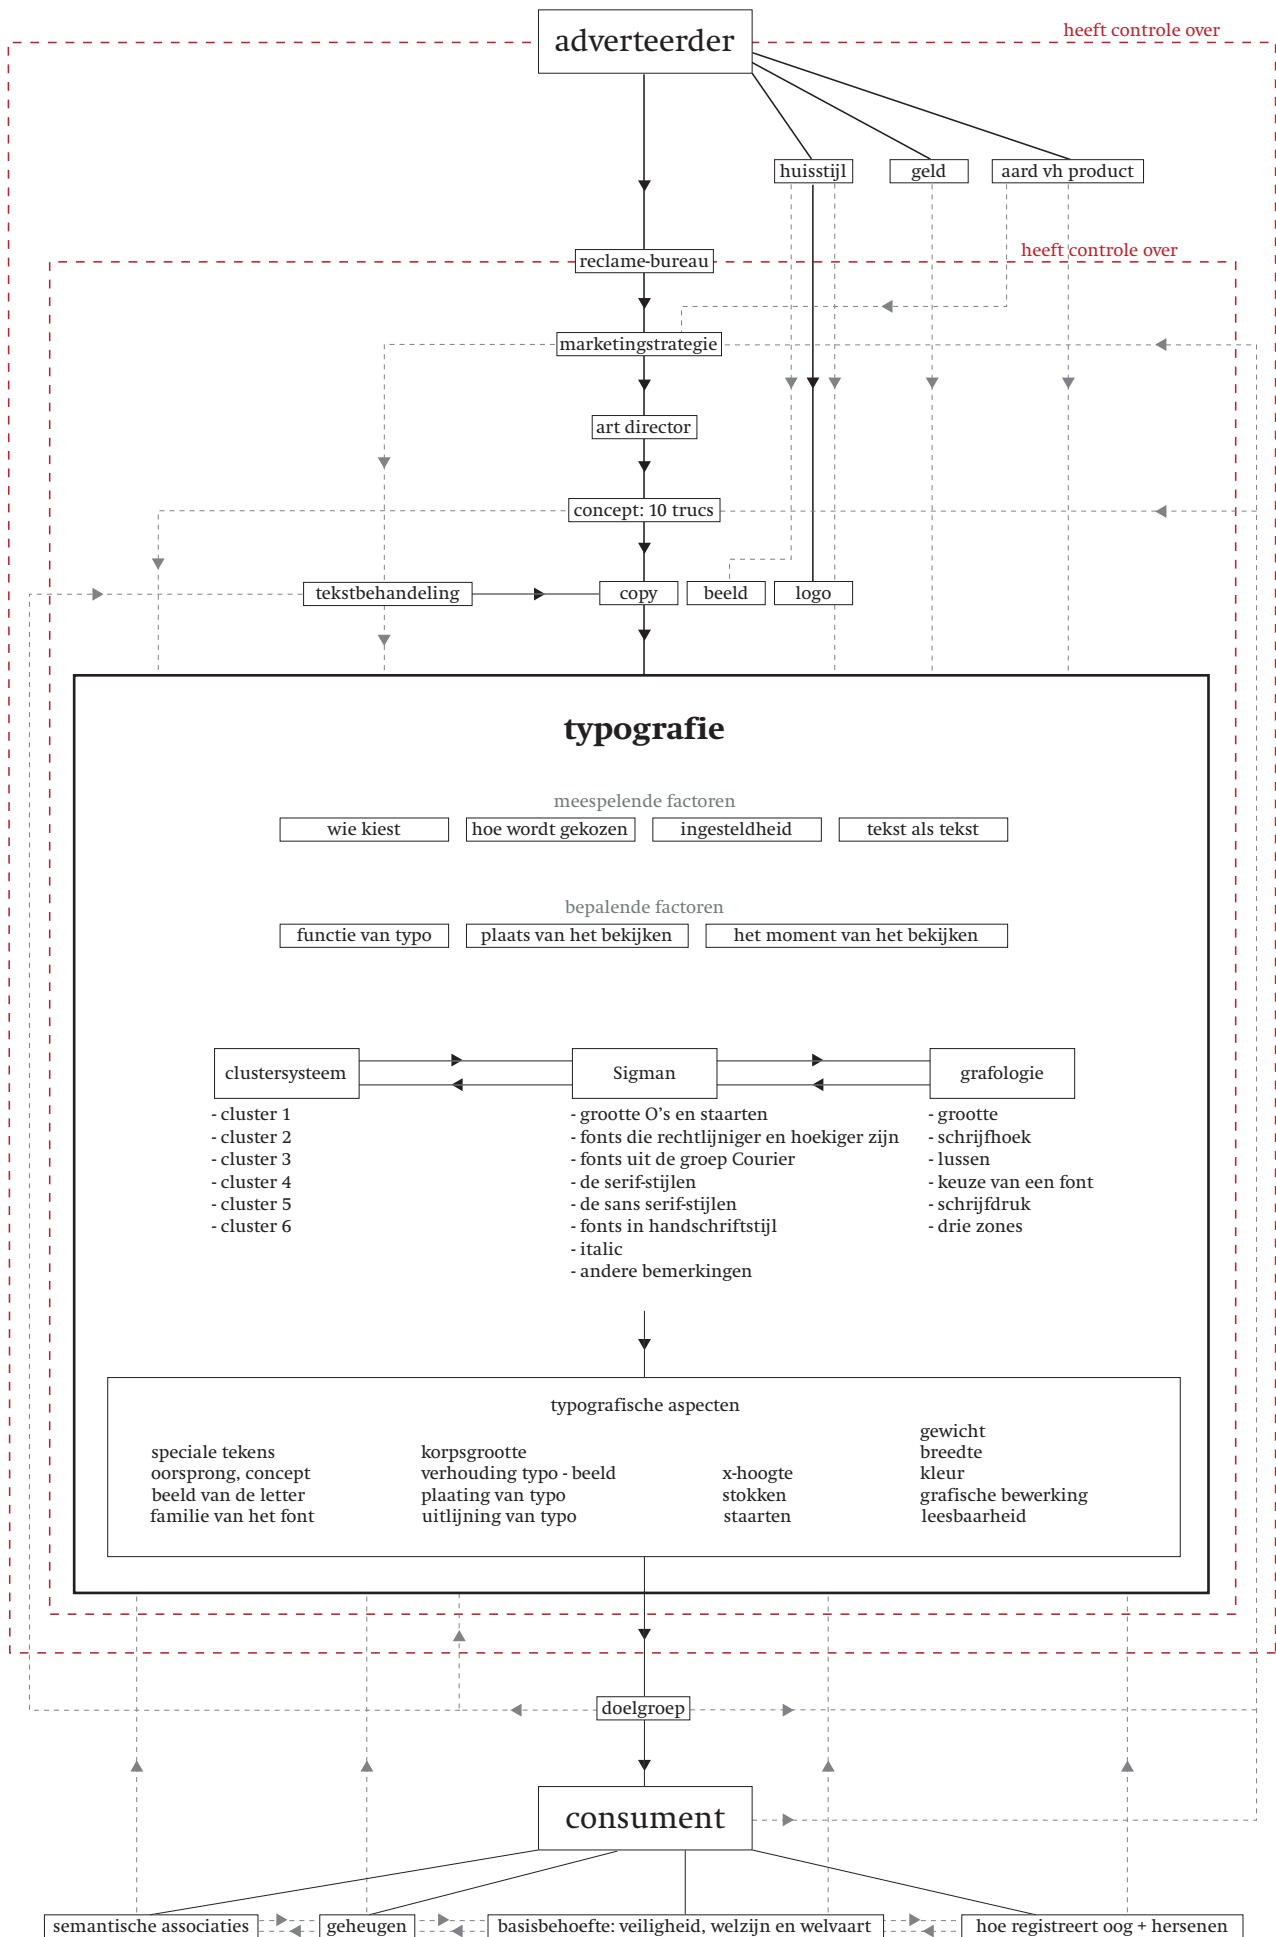 adverteerder
heeft controle over
huisstijl
geld
aard vh product
heeft controle over
reclame-bureau
marketingstrategie
art director
concept: 10 trucs
tekstbehandeling
copy
beeld
logo
typografie
meespelende factoren
wie kiest
hoe wordt gekozen
ingesteldheid
tekst als tekst
bepalende factoren
functie van typo
plaats van het bekijken
het moment van het bekijken
clustersysteem
- cluster 1
- cluster 2
- cluster 3
- cluster 4
- cluster 5
- cluster 6
Sigman
- grootte O's en staarten
- fonts die rechtlijniger en hoekiger zijn
- fonts uit de groep Courier
- de serif-stijlen
- de sans serif-stijlen
- fonts in handschriftstijl
- italic
- andere bemerkingen
grafologie
- grootte
- schrijfhoek
- lussen
- keuze van een font
- schrijfdruk
- drie zones
typografische aspecten
speciale tekens
oorsprong, concept
beeld van de letter
familie van het font
korpsgrootte
verhouding typo - beeld
plaating van typo
uitlijning van typo
x-hoogte
stokken
staarten
gewicht
breedte
kleur
grafische bewerking
leesbaarheid
doelgroep
consument
semantische associaties
geheugen
basisbehoefte: veiligheid, welzijn en welvaart
hoe registreert oog + hersenen